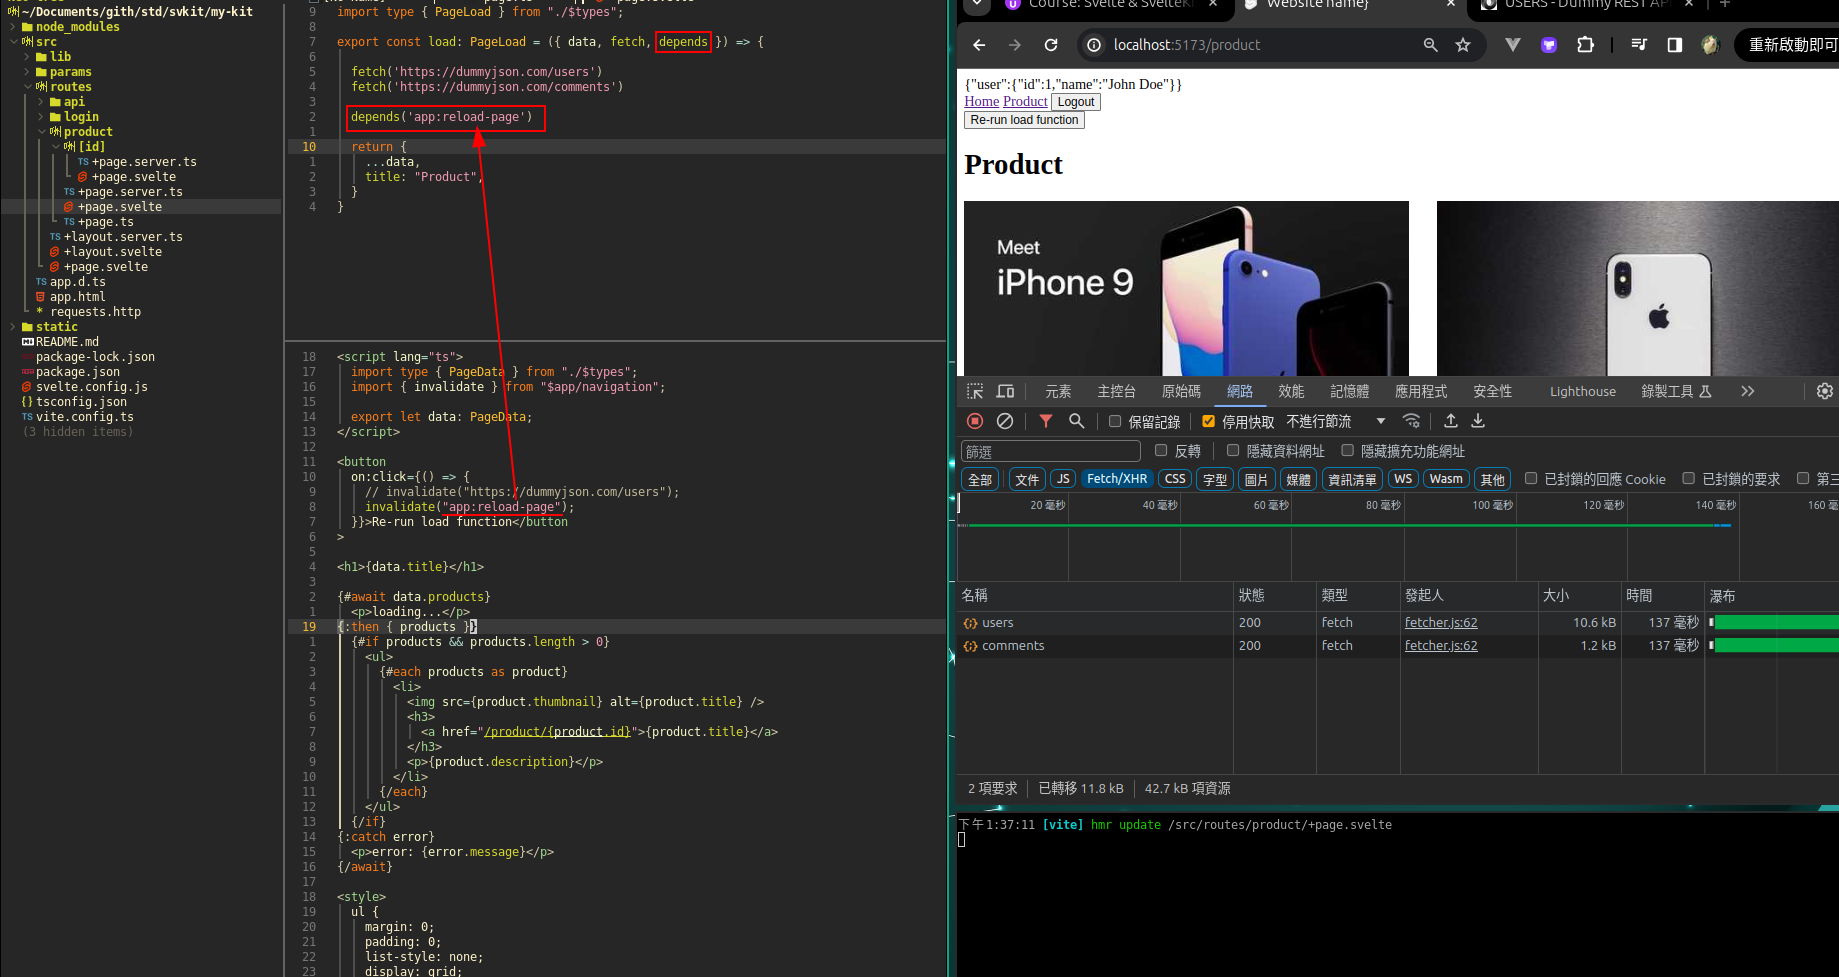 ~/Documents/gith/std/svkit/my-kit
node_modules
src
lib
params
routes
api
login
product
[id]
TS +page.server.ts
+page.svelte
TS +page.server.ts
+page.svelte
TS +page.ts
TS +layout.server.ts
+layout.svelte
+page.svelte
TS app.d.ts
app.html
* requests.http
static
README.md
package-lock.json
package.json
svelte.config.js
{} tsconfig.json
TS vite.config.ts
(3 hidden items)
9 import type { PageLoad } from "./$types";
8
7 export const load: PageLoad = ({ data, fetch, depends }) => {
6
5 fetch('https://dummyjson.com/users')
4 fetch('https://dummyjson.com/comments')
3
2 depends('app:reload-page')
1
10 return {
1 ...data,
2 title: "Product",
3 }
4 }
18 <script lang="ts">
17 import type { PageData } from "./$types";
16 import { invalidate } from "$app/navigation";
15
14 export let data: PageData;
13 </script>
12
11 <button
10 on:click={() => {
9 // invalidate("https://dummyjson.com/users");
8 invalidate("app:reload-page");
7 }}>Re-run load function</button
6 >
5
4 <h1>{data.title}</h1>
3
2 {#await data.products}
1 <p>loading...</p>
19 {:then { products }}
1 {#if products && products.length > 0}
2 <ul>
3 {#each products as product}
4 <li>
5 <img src={product.thumbnail} alt={product.title} />
6 <h3>
7 <a href="/product/{product.id}">{product.title}</a>
8 </h3>
9 <p>{product.description}</p>
10 </li>
11 {/each}
12 </ul>
13 {/if}
14 {:catch error}
15 <p>error: {error.message}</p>
16 {/await}
17
18 <style>
19 ul {
20 margin: 0;
21 padding: 0;
22 list-style: none;
23 display: grid;
Course: Svelte & SvelteKi
Website name}
USERS - Dummy REST AP
localhost:5173/product
重新啟動即可
{"user":{"id":1,"name":"John Doe"}}
Home Product Logout
Re-run load function
Product
Meet
iPhone 9
元素 主控台 原始碼 網路 效能 記憶體 應用程式 安全性 Lighthouse 錄製工具
保留記錄 停用快取 不進行節流
篩選 反轉 隱藏資料網址 隱藏擴充功能網址
全部 文件 JS Fetch/XHR CSS 字型 圖片 媒體 資訊清單 WS Wasm 其他 已封鎖的回應 Cookie 已封鎖的要求 第三
20 毫秒 40 毫秒 60 毫秒 80 毫秒 100 毫秒 120 毫秒 140 毫秒 160 毫
名稱 狀態 類型 發起人 大小 時間 瀑布
users 200 fetch fetcher.js:62 10.6 kB 137 毫秒
comments 200 fetch fetcher.js:62 1.2 kB 137 毫秒
2 項要求 已轉移 11.8 kB 42.7 kB 項資源
下午1:37:11 [vite] hmr update /src/routes/product/+page.svelte